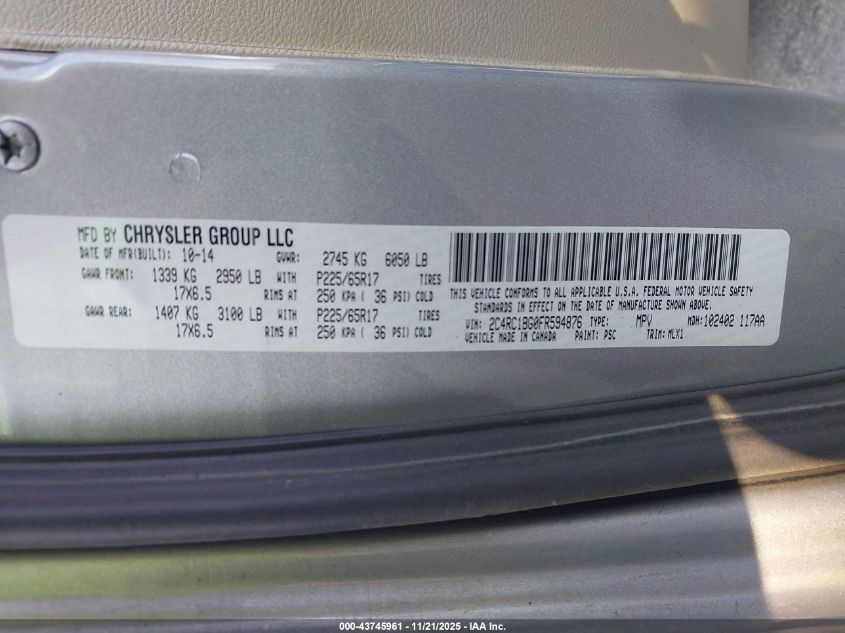 MFD BY CHRYSLER GROUP LLC
DATE OF MFR(BUILT): 10-14 GVWR: 2745 KG 6050 LB
GAWR FRONT: 1339 KG 2950 LB WITH P225/65R17 TIRES
17X6.5 RIMS AT 250 KPA ( 36 PSI) COLD
GAWR REAR: 1407 KG 3100 LB WITH P225/65R17 TIRES
17X6.5 RIMS AT 250 KPA ( 36 PSI) COLD
THIS VEHICLE CONFORMS TO ALL APPLICABLE U.S.A. FEDERAL MOTOR VEHICLE SAFETY
STANDARDS IN EFFECT ON THE DATE OF MANUFACTURE SHOWN ABOVE.
VIN: 2C4RC1BG0FR594876 TYPE: MPV MDH: 102402 117AA
VEHICLE MADE IN CANADA PAINT: PSC TRIM: MLX1
000-43745961 - 11/21/2025 - IAA Inc.